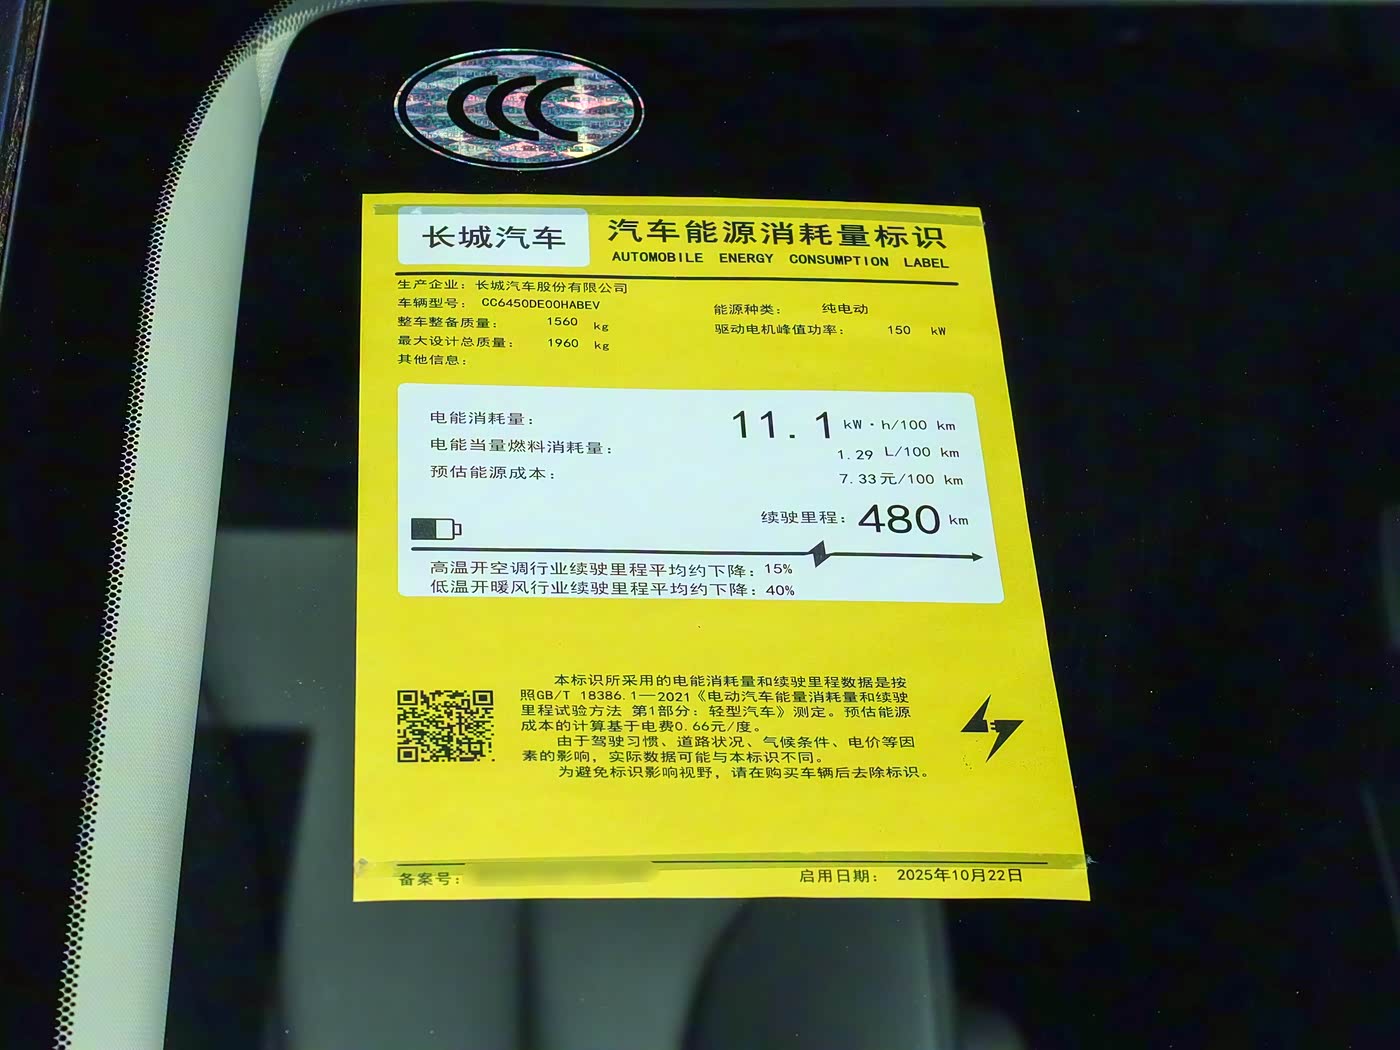 CCC
长城汽车
汽车能源消耗量标识
AUTOMOBILE ENERGY CONSUMPTION LABEL
生产企业：长城汽车股份有限公司
车辆型号：CC6450DE00HABEV
能源种类：纯电动
整车整备质量：1560 kg
驱动电机峰值功率：150 kW
最大设计总质量：1960 kg
其他信息：
电能消耗量：11.1 kW·h/100 km
电能当量燃料消耗量：1.29 L/100 km
预估能源成本：7.33元/100 km
续驶里程：480 km
高温开空调行业续驶里程平均约下降：15%
低温开暖风行业续驶里程平均约下降：40%
本标识所采用的电能消耗量和续驶里程数据是按
照GB/T 18386.1—2021《电动汽车能量消耗量和续驶
里程试验方法 第1部分：轻型汽车》测定。预估能源
成本的计算基于电费0.66元/度。
由于驾驶习惯、道路状况、气候条件、电价等因
素的影响，实际数据可能与本标识不同。
为避免标识影响视野，请在购买车辆后去除标识。
备案号：
启用日期：2025年10月22日